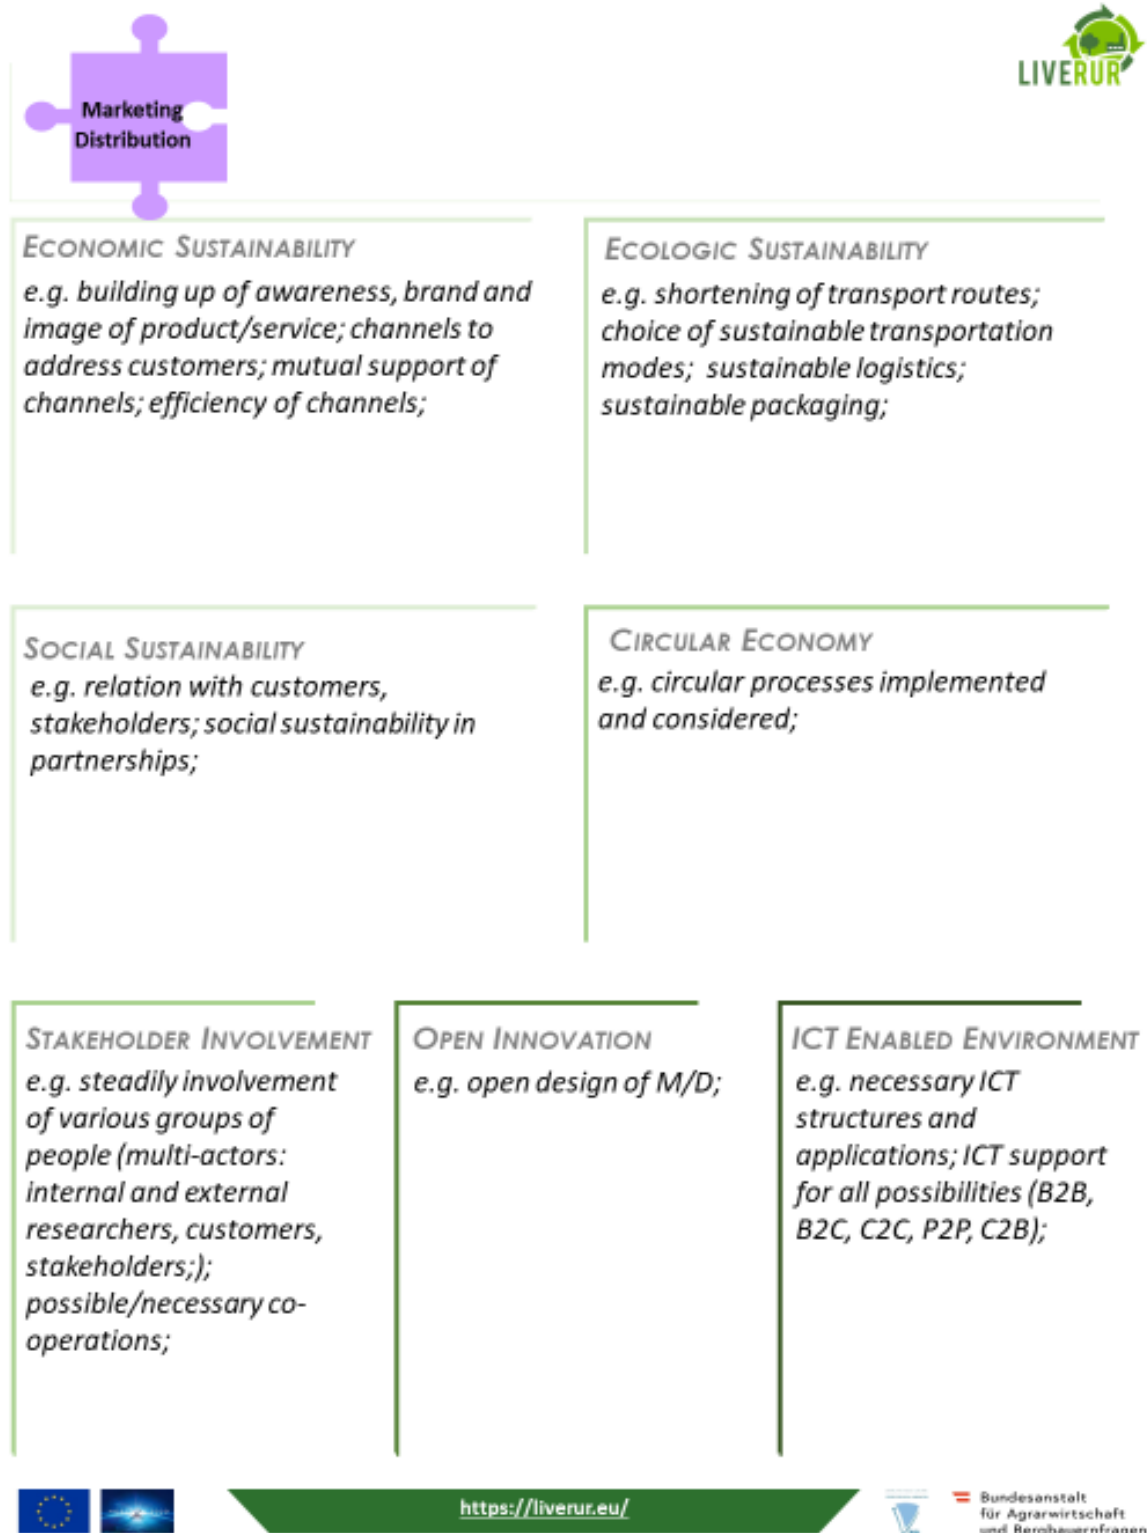 Marketing
Distribution
LIVERUR
ECONOMIC SUSTAINABILITY
e.g. building up of awareness, brand and
image of product/service; channels to
address customers; mutual support of
channels; efficiency of channels;
ECOLOGIC SUSTAINABILITY
e.g. shortening of transport routes;
choice of sustainable transportation
modes; sustainable logistics;
sustainable packaging;
SOCIAL SUSTAINABILITY
e.g. relation with customers,
stakeholders; social sustainability in
partnerships;
CIRCULAR ECONOMY
e.g. circular processes implemented
and considered;
STAKEHOLDER INVOLVEMENT
e.g. steadily involvement
of various groups of
people (multi-actors:
internal and external
researchers, customers,
stakeholders;);
possible/necessary co-
operations;
OPEN INNOVATION
e.g. open design of M/D;
ICT ENABLED ENVIRONMENT
e.g. necessary ICT
structures and
applications; ICT support
for all possibilities (B2B,
B2C, C2C, P2P, C2B);
https://liverur.eu/
Bundesanstalt
für Agrarwirtschaft
und Bergbauernfragen